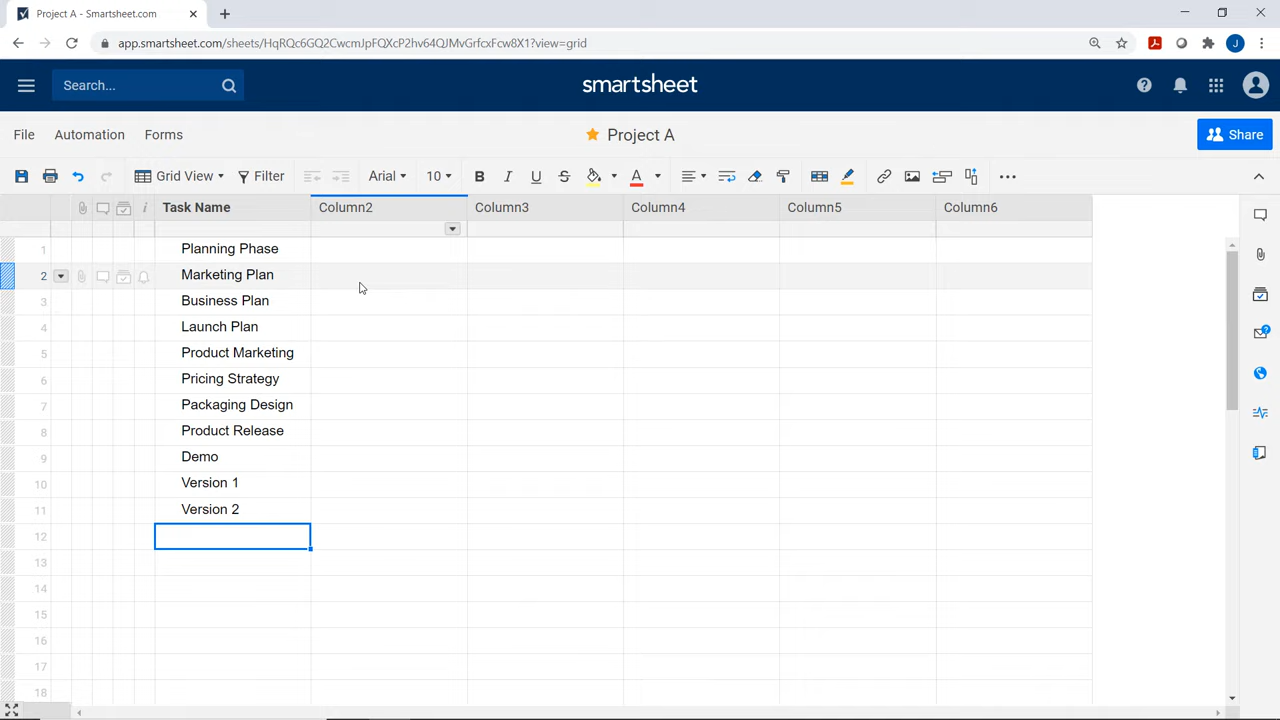 Project A - Smartsheet.com
app.smartsheet.com/sheets/HqRQc6GQ2CwcmJpFQXcP2hv64QJMvGrfcxFcw8X1?view=grid
J
Search...
smartsheet
File Automation Forms
Project A
Share
Grid View Filter Arial 10 B I U S A
Task Name Column2 Column3 Column4 Column5 Column6
1 Planning Phase
2 Marketing Plan
3 Business Plan
4 Launch Plan
5 Product Marketing
6 Pricing Strategy
7 Packaging Design
8 Product Release
9 Demo
10 Version 1
11 Version 2
12
13
14
15
16
17
18